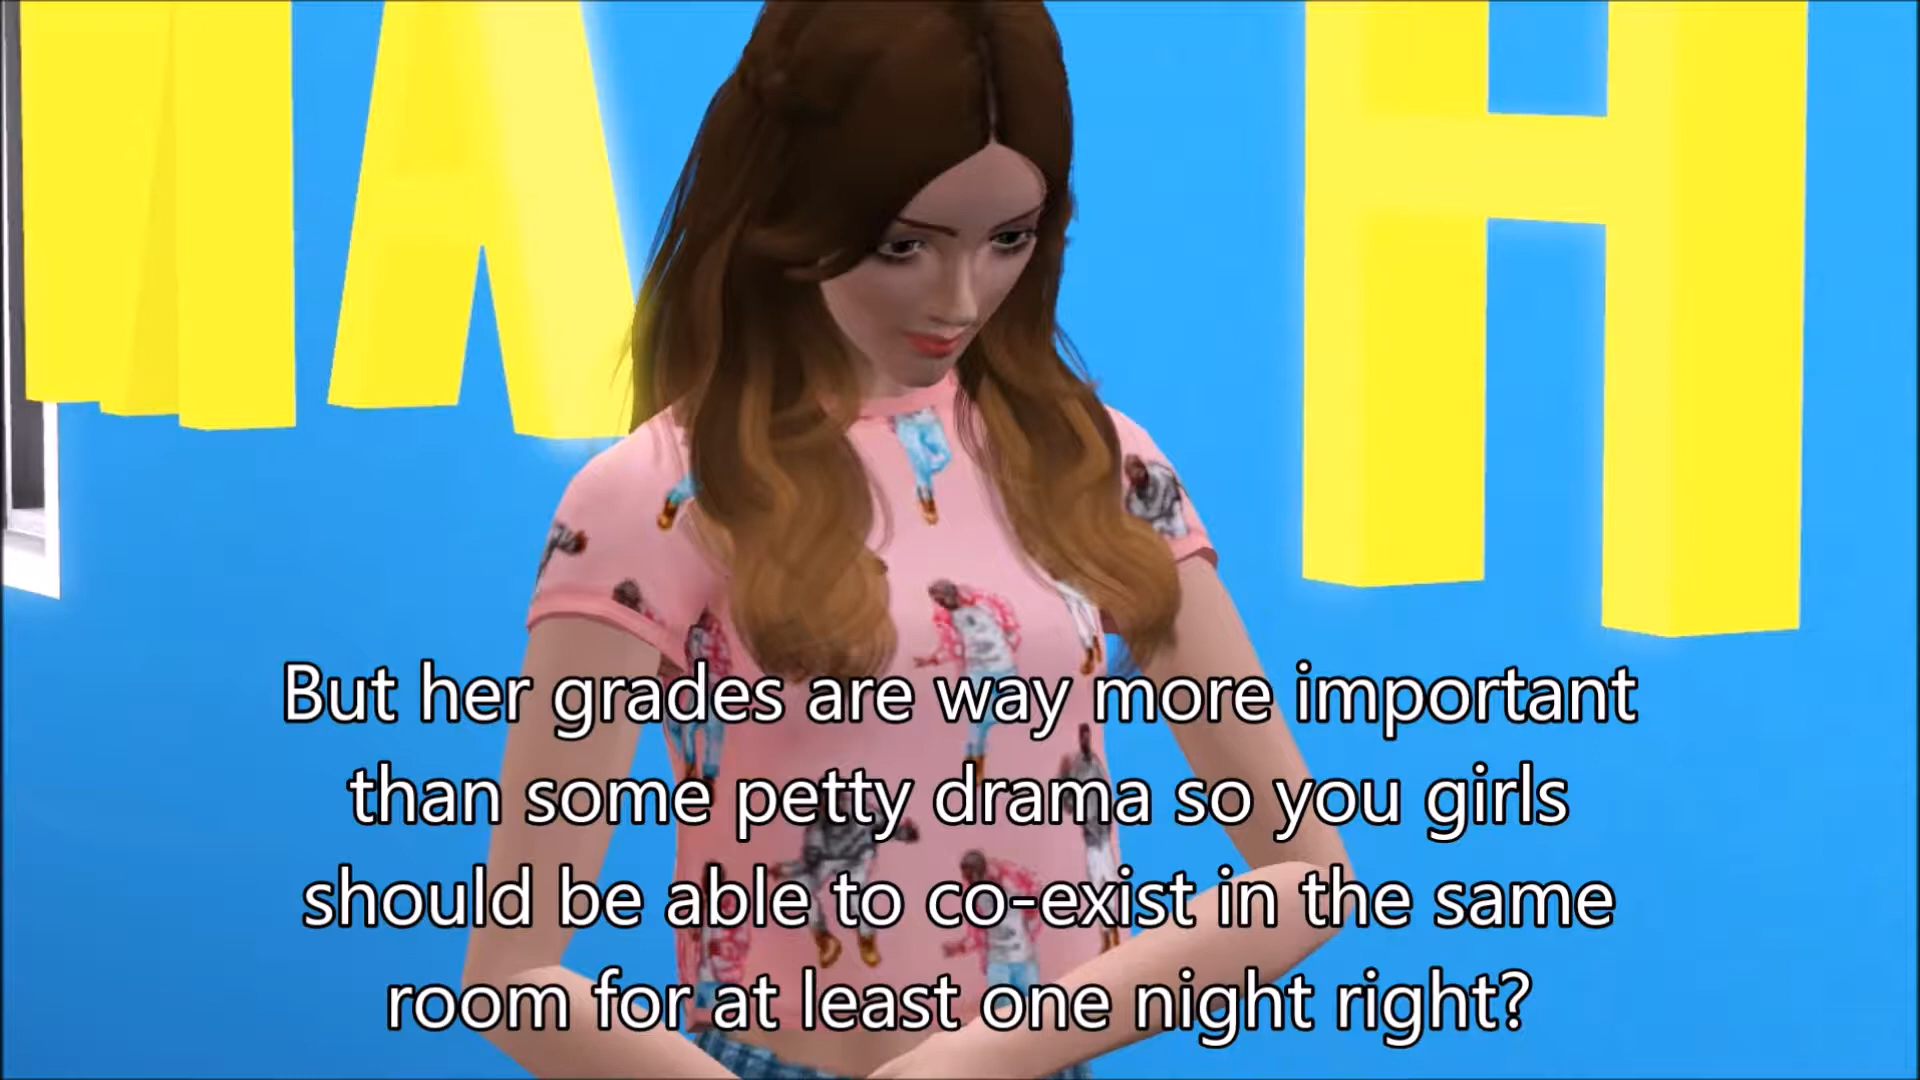 MA H
But her grades are way more important
than some petty drama so you girls
should be able to co-exist in the same
room for at least one night right?